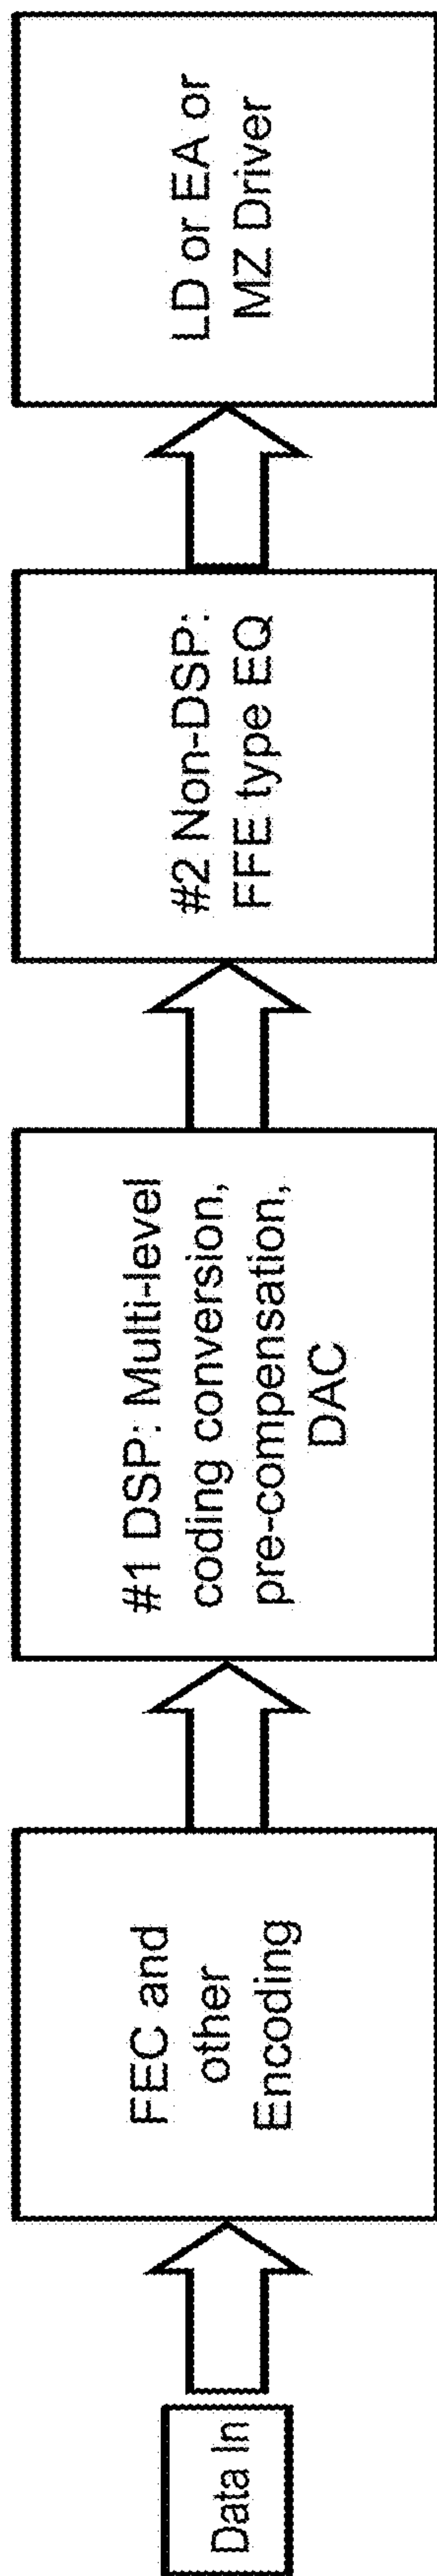 Data In
FEC and
other
Encoding
#1 DSP: Multi-level
coding conversion,
pre-compensation,
DAC
#2 Non-DSP:
FFE type EQ
LD or EA or
MZ Driver